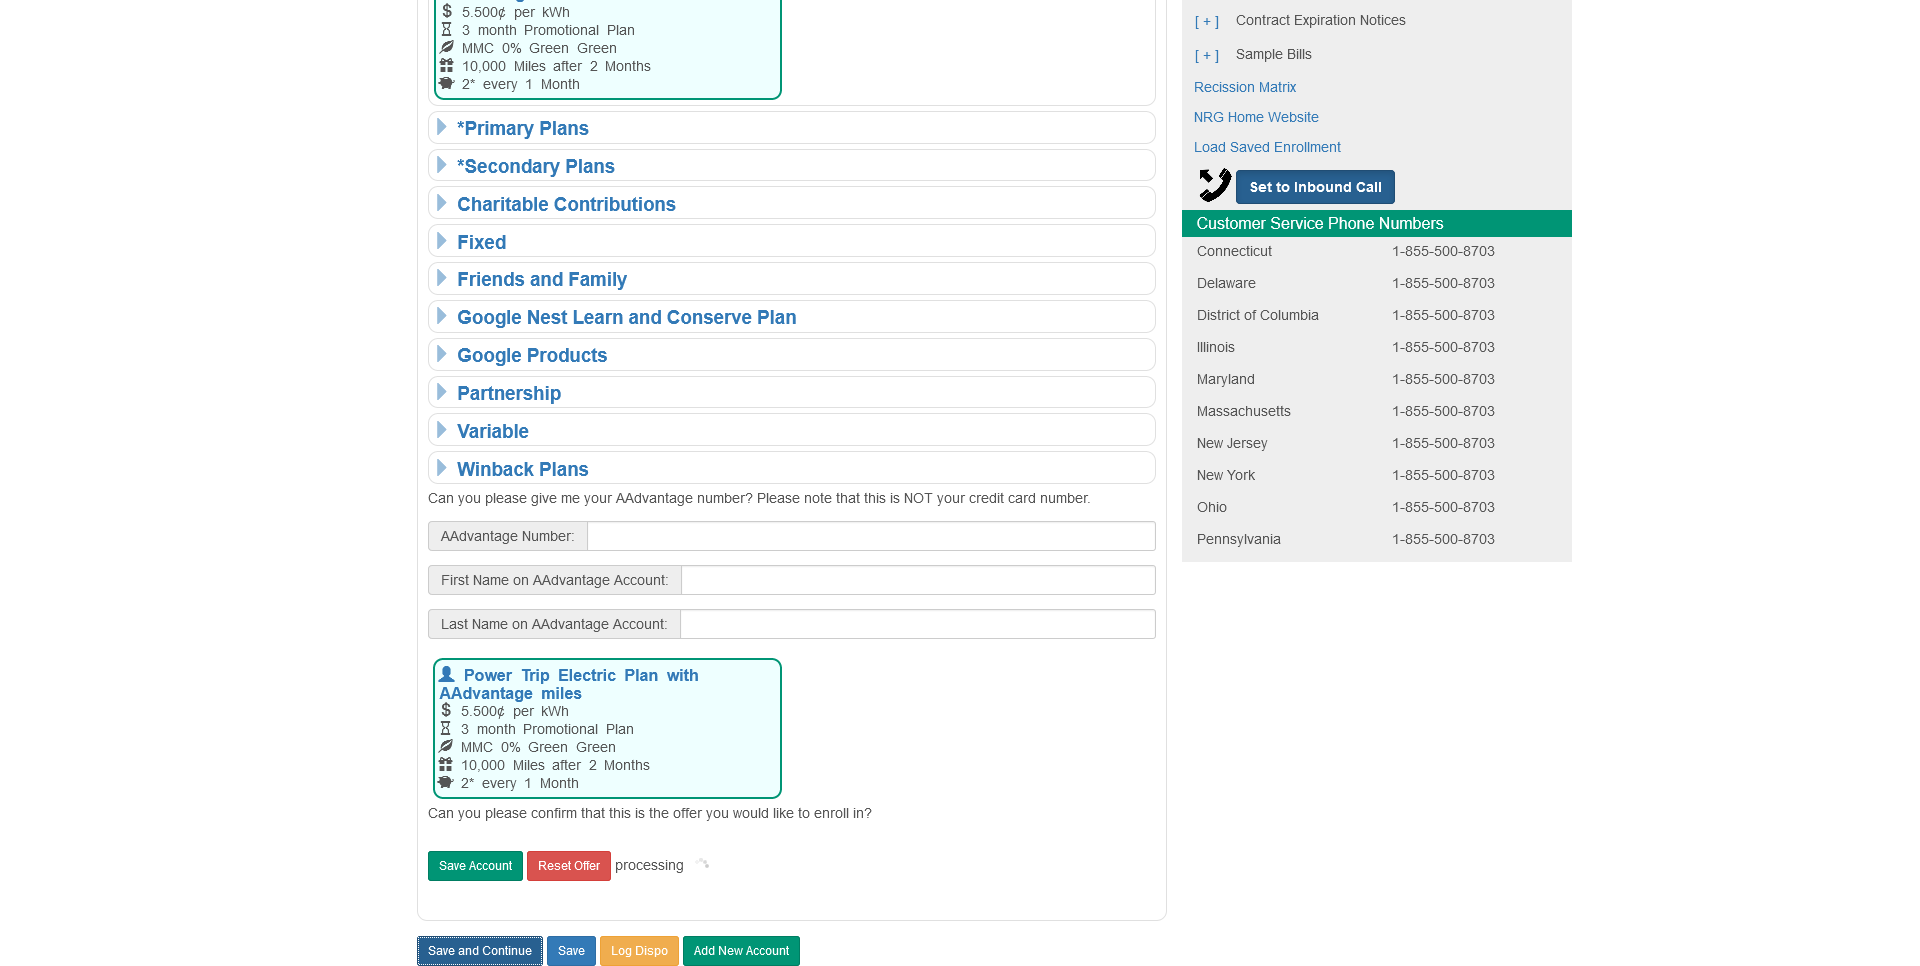 5.500¢ per kWh
3 month Promotional Plan
MMC 0% Green Green
10,000 Miles after 2 Months
2* every 1 Month
*Primary Plans
*Secondary Plans
Charitable Contributions
Fixed
Friends and Family
Google Nest Learn and Conserve Plan
Google Products
Partnership
Variable
Winback Plans
Can you please give me your AAdvantage number? Please note that this is NOT your credit card number.
AAdvantage Number:
First Name on AAdvantage Account:
Last Name on AAdvantage Account:
Power Trip Electric Plan with
AAdvantage miles
5.500¢ per kWh
3 month Promotional Plan
MMC 0% Green Green
10,000 Miles after 2 Months
2* every 1 Month
Can you please confirm that this is the offer you would like to enroll in?
Save Account Reset Offer processing
Save and Continue Save Log Dispo Add New Account
[ + ] Contract Expiration Notices
[ + ] Sample Bills
Recission Matrix
NRG Home Website
Load Saved Enrollment
Set to Inbound Call
Customer Service Phone Numbers
Connecticut 1-855-500-8703
Delaware 1-855-500-8703
District of Columbia 1-855-500-8703
Illinois 1-855-500-8703
Maryland 1-855-500-8703
Massachusetts 1-855-500-8703
New Jersey 1-855-500-8703
New York 1-855-500-8703
Ohio 1-855-500-8703
Pennsylvania 1-855-500-8703